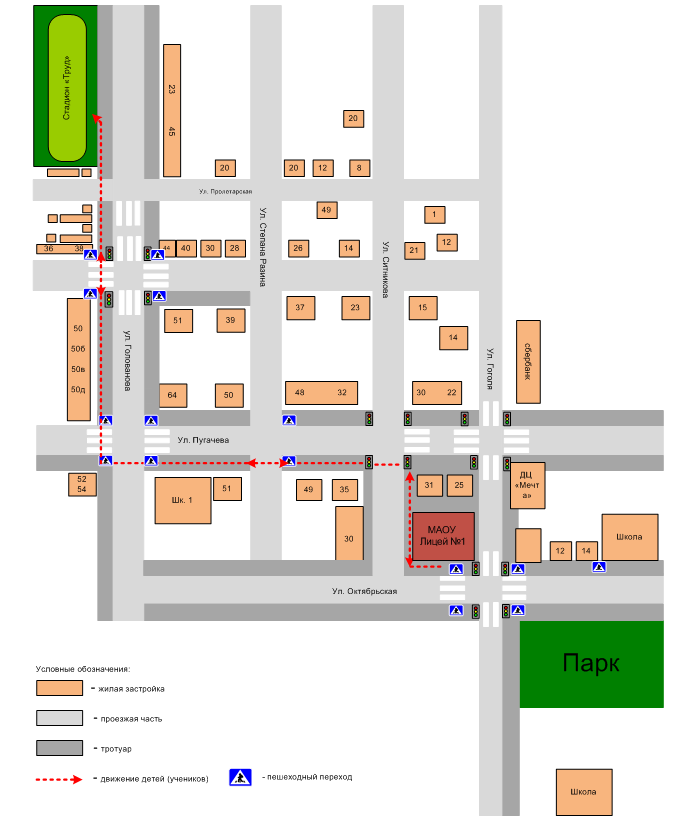 Стадион «Труд»
23
45
20
20
20
12
8
Ул. Пролетарская
49
1
36
38
44
40
30
28
26
14
21
12
Ул. Степана Разина
Ул. Ситникова
50
50б
50в
50д
51
39
37
23
15
14
ул. Голованова
Ул. Гоголя
сбербанк
64
50
48
32
30
22
Ул. Пугачева
52
54
Шк. 1
51
49
35
30
31
25
ДЦ
«Мечт
а»
МАОУ
Лицей №1
12
14
Школа
Ул. Октябрьская
Парк
Условные обозначения:
- жилая застройка
- проезжая часть
- тротуар
- движение детей (учеников)
- пешеходный переход
Школа